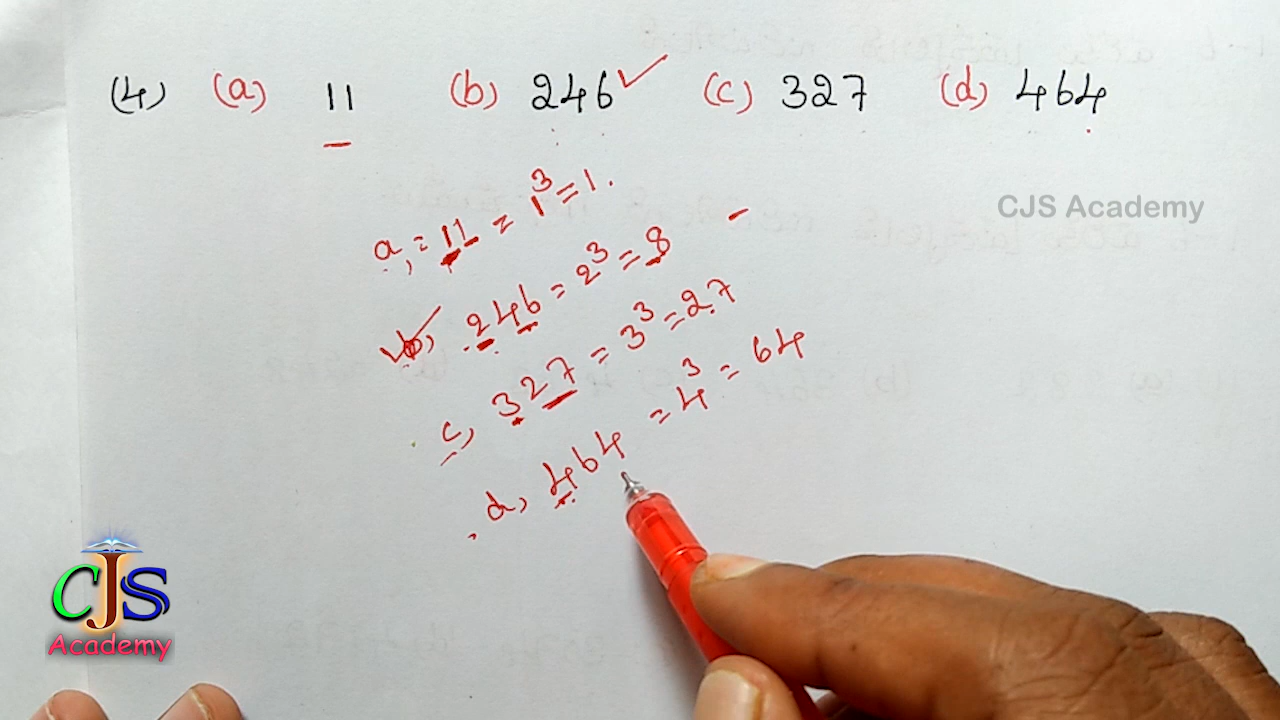 (4) (a) 11 (b) 246 ✓ (c) 327 (d) 464
CJS Academy
a, = 11 = 1³ = 1.
b, 246 = 2³ = 8
c, 327 = 3³ = 27
d, 464 = 4³ = 64
CJS
Academy